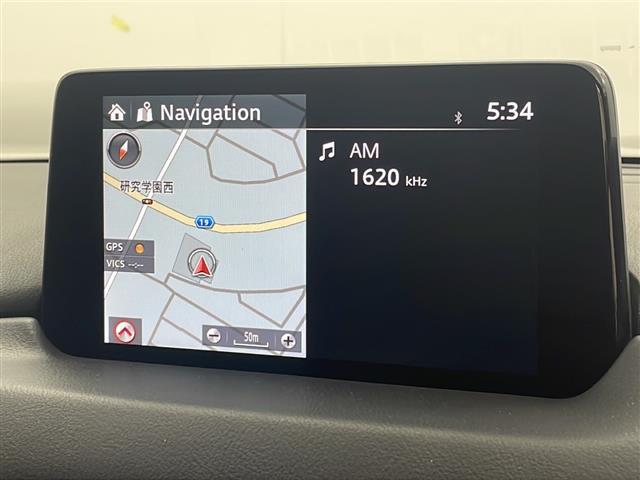 Navigation
5:34
AM
1620 kHz
研究学園西
19
GPS
VICS --:--
50m